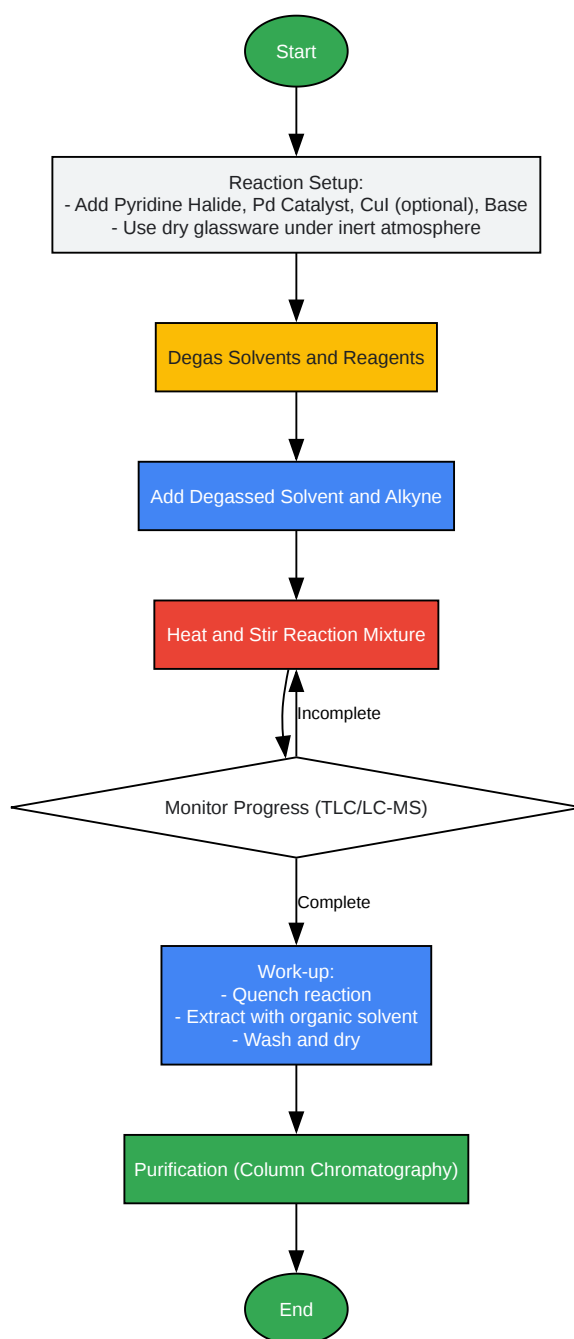 Start
Reaction Setup:
- Add Pyridine Halide, Pd Catalyst, CuI (optional), Base
- Use dry glassware under inert atmosphere
Degas Solvents and Reagents
Add Degassed Solvent and Alkyne
Heat and Stir Reaction Mixture
Incomplete
Monitor Progress (TLC/LC-MS)
Complete
Work-up:
- Quench reaction
- Extract with organic solvent
- Wash and dry
Purification (Column Chromatography)
End